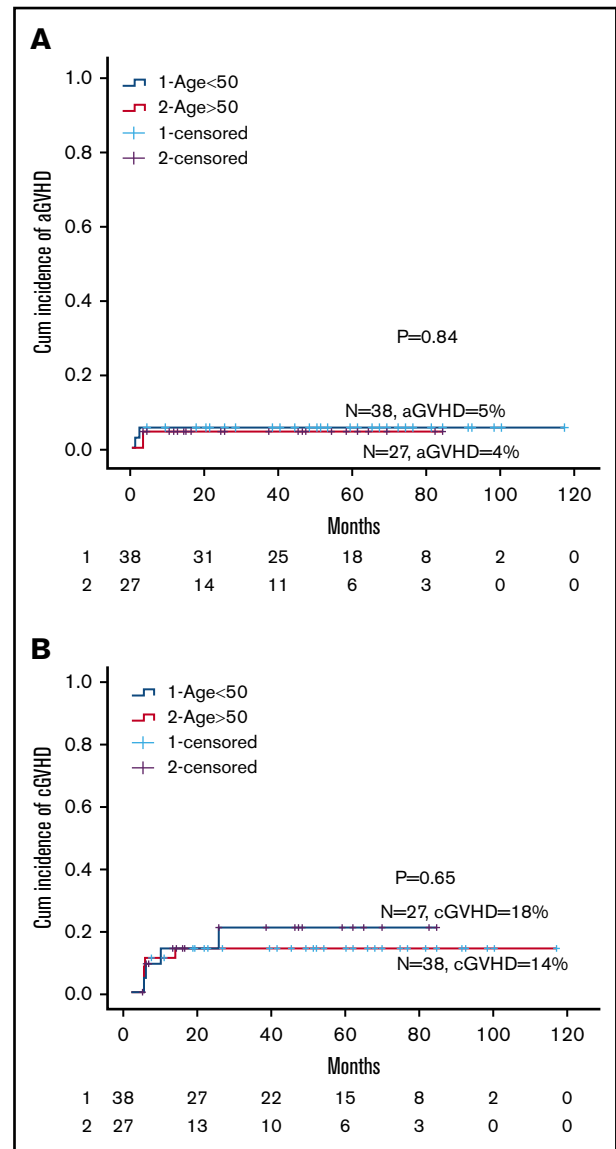 A
1-Age<50
2-Age>50
1-censored
2-censored
1.0
0.8
0.6
0.4
0.2
0.0
Cum incidence of aGVHD
P=0.84
N=38, aGVHD=5%
N=27, aGVHD=4%
0 20 40 60 80 100 120
Months
1 38 31 25 18 8 2 0
2 27 14 11 6 3 0 0
B
1-Age<50
2-Age>50
1-censored
2-censored
1.0
0.8
0.6
0.4
0.2
0.0
Cum incidence of cGVHD
P=0.65
N=27, cGVHD=18%
N=38, cGVHD=14%
0 20 40 60 80 100 120
Months
1 38 27 22 15 8 2 0
2 27 13 10 6 3 0 0